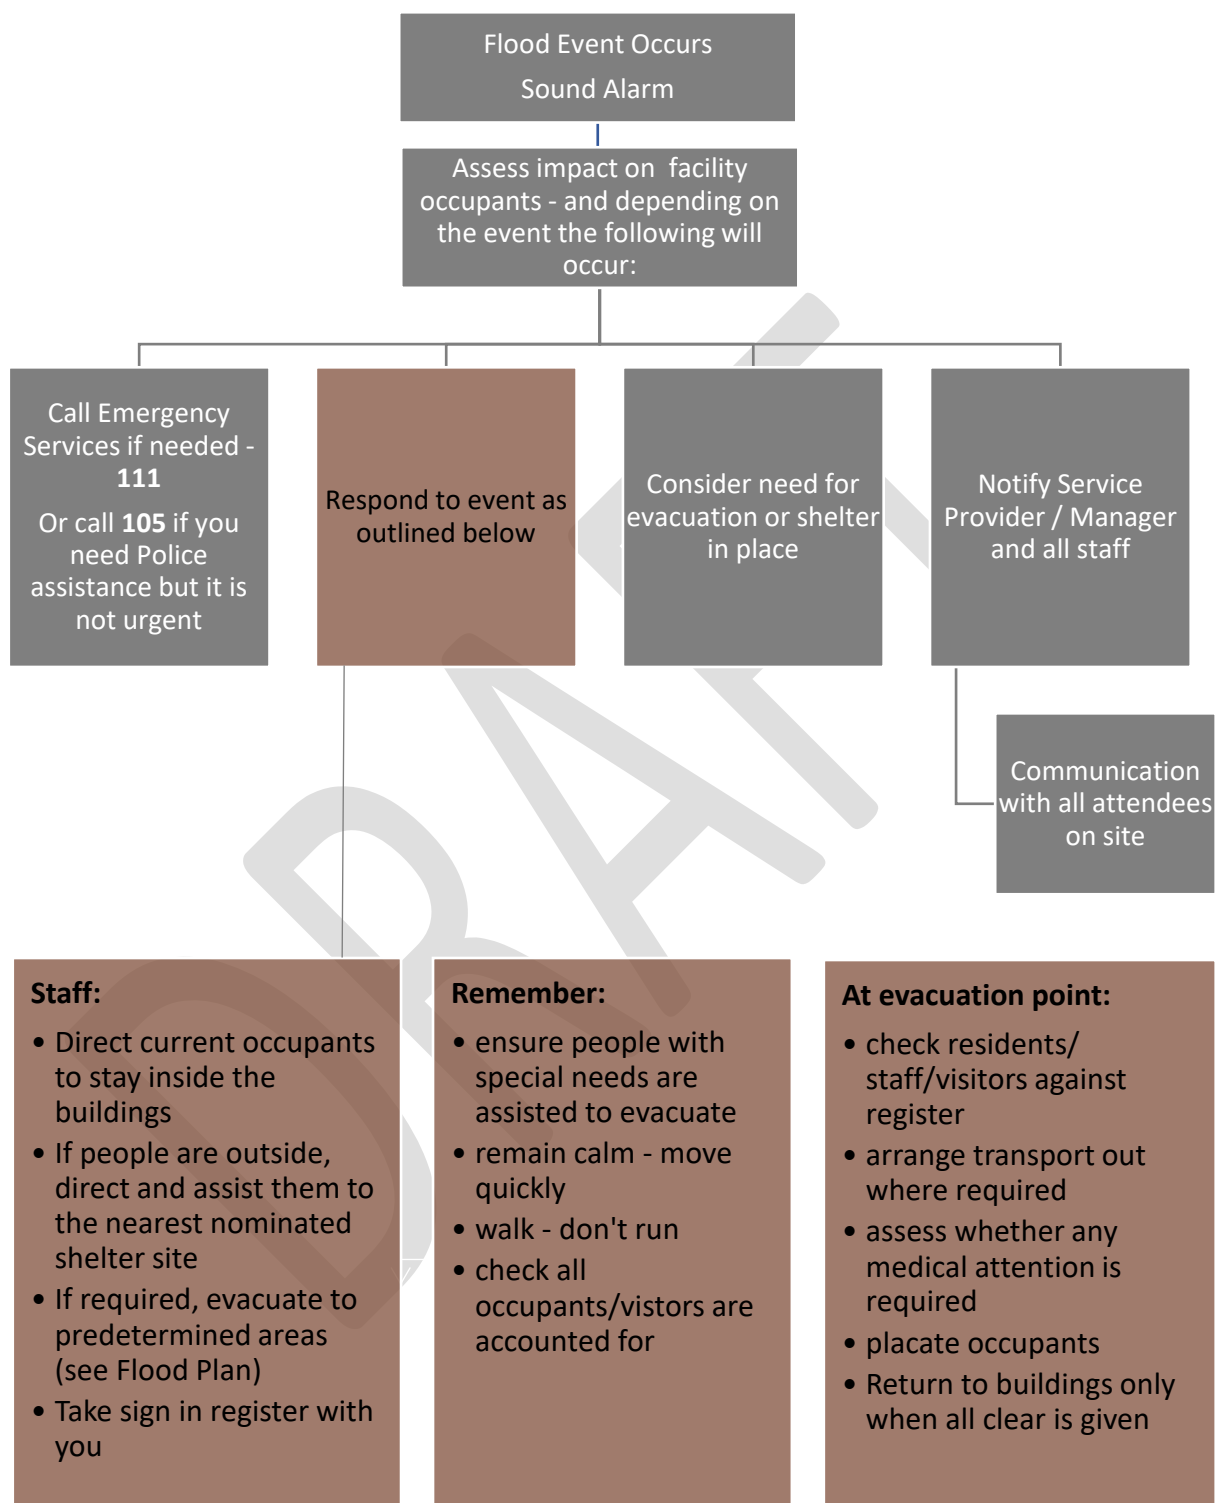 Flood Event Occurs
Sound Alarm
Assess impact on facility
occupants - and depending on
the event the following will
occur:
Call Emergency
Services if needed -
111
Or call 105 if you
need Police
assistance but it is
not urgent
Respond to event as
outlined below
Consider need for
evacuation or shelter
in place
Notify Service
Provider / Manager
and all staff
Communication
with all attendees
on site
Staff:
• Direct current occupants
to stay inside the
buildings
• If people are outside,
direct and assist them to
the nearest nominated
shelter site
• If required, evacuate to
predetermined areas
(see Flood Plan)
• Take sign in register with
you
Remember:
• ensure people with
special needs are
assisted to evacuate
• remain calm - move
quickly
• walk - don't run
• check all
occupants/vistors are
accounted for
At evacuation point:
• check residents/
staff/visitors against
register
• arrange transport out
where required
• assess whether any
medical attention is
required
• placate occupants
• Return to buildings only
when all clear is given
DRAFT